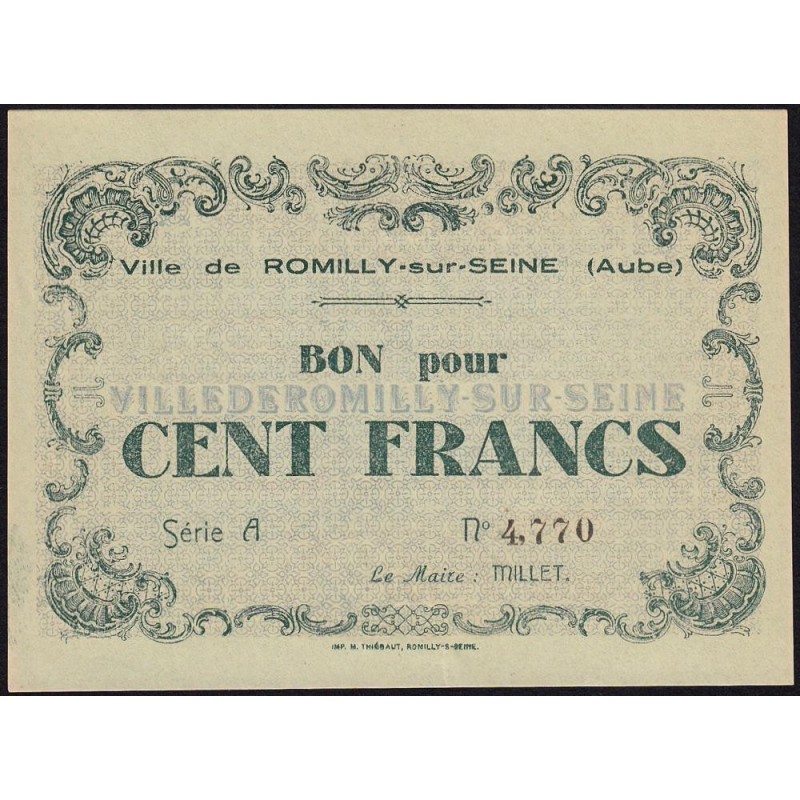 Ville de ROMILLY-sur-SEINE (Aube)
BON pour
VILLEDEROMILLY-SUR-SEINE
CENT FRANCS
Série A N° 4,770
Le Maire : MILLET.
IMP. M. THIÉBAUT, ROMILLY-S-SEINE.